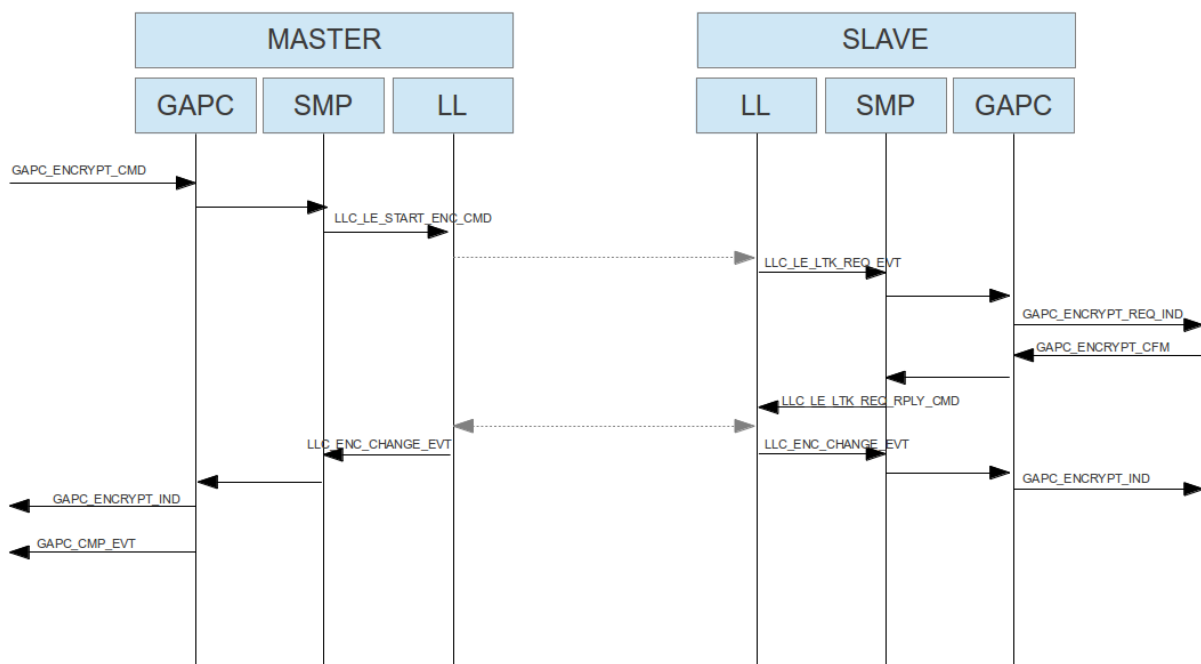 MASTER
SLAVE
GAPC
SMP
LL
LL
SMP
GAPC
GAPC_ENCRYPT_CMD
LLC_LE_START_ENC_CMD
LLC_LE_LTK_REQ_EVT
GAPC_ENCRYPT_REQ_IND
GAPC_ENCRYPT_CFM
LLC_LE_LTK_REQ_RPLY_CMD
LLC_ENC_CHANGE_EVT
LLC_ENC_CHANGE_EVT
GAPC_ENCRYPT_IND
GAPC_ENCRYPT_IND
GAPC_CMP_EVT